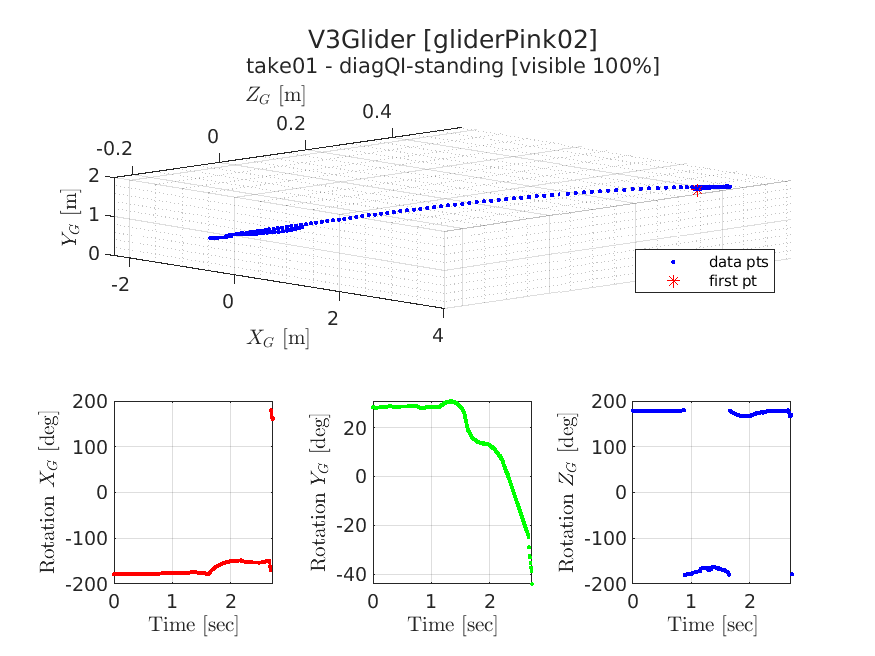 V3Glider [gliderPink02]
take01 - diagQI-standing [visible 100%]
Z_G [m]
-0.2 0 0.2 0.4
Y_G [m]
2
1
0
-2 0 2 4
X_G [m]
data pts
first pt
Rotation X_G [deg]
200
100
0
-100
-200
0 1 2
Time [sec]
Rotation Y_G [deg]
20
0
-20
-40
0 1 2
Time [sec]
Rotation Z_G [deg]
200
100
0
-100
-200
0 1 2
Time [sec]